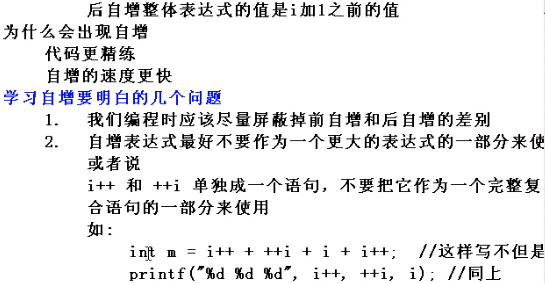 后自增整体表达式的值是i加1之前的值
为什么会出现自增
代码更精练
自增的速度更快
学习自增要明白的几个问题
1. 我们编程时应该尽量屏蔽掉前自增和后自增的差别
2. 自增表达式最好不要作为一个更大的表达式的一部分来使
或者说
i++ 和 ++i 单独成一个语句，不要把它作为一个完整复
合语句的一部分来使用
如:
int m = i++ + ++i + i + i++; //这样写不但是
printf("%d %d %d", i++, ++i, i); //同上